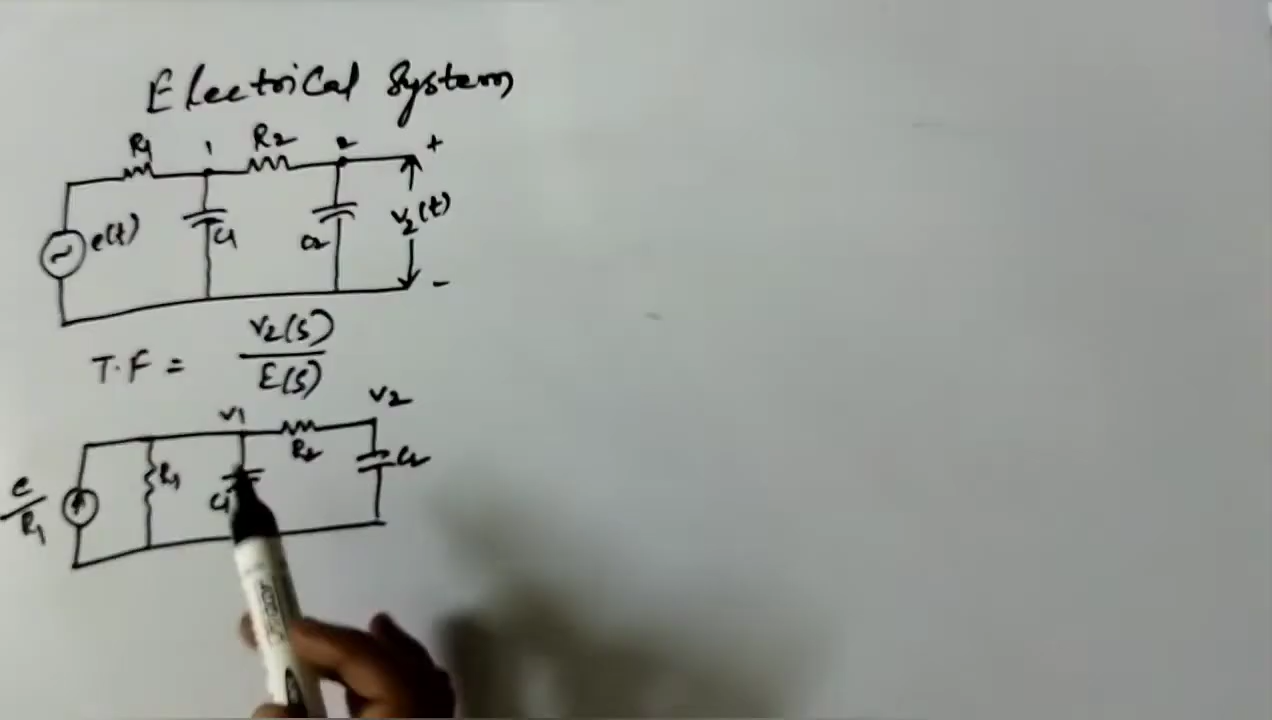 Electrical System
R1 1 R2 2 +
e(t) C1 C2 v2(t)
-
T.F = V2(s)
E(s)
V1 V2
e R1 R2 C2
R1 C1